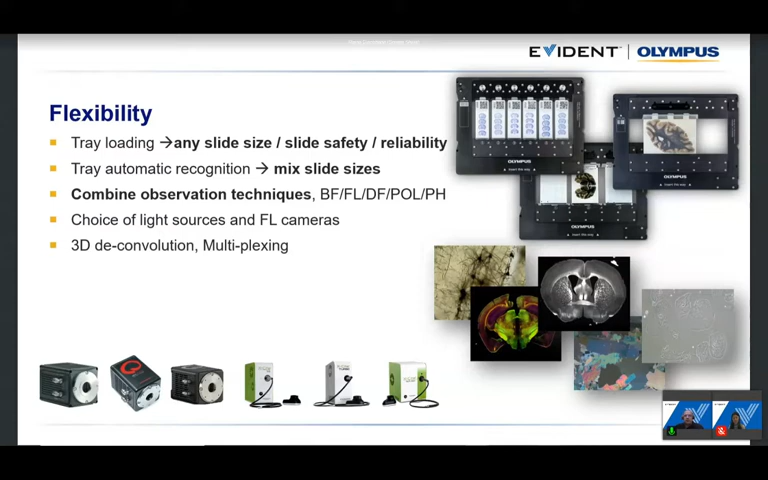 EVIDENT | OLYMPUS
Flexibility
Tray loading →any slide size / slide safety / reliability
Tray automatic recognition → mix slide sizes
Combine observation techniques, BF/FL/DF/POL/PH
Choice of light sources and FL cameras
3D de-convolution, Multi-plexing
OLYMPUS
OLYMPUS
OLYMPUS